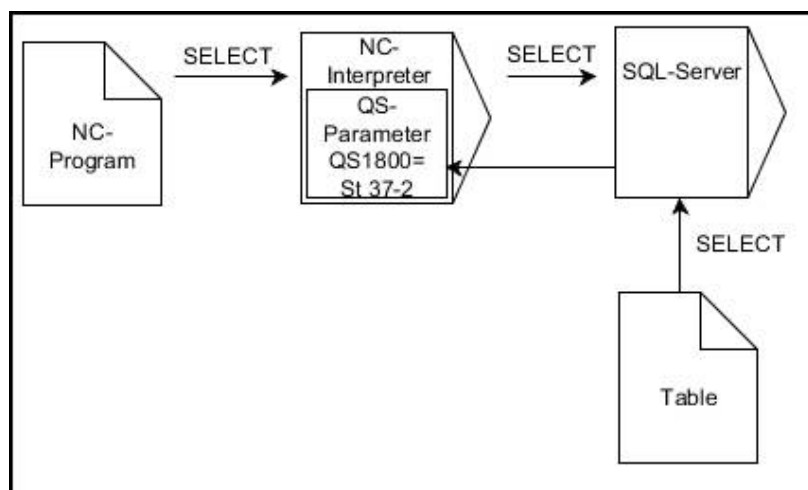 SELECT
NC-
Program
NC-
Interpreter
QS-
Parameter
QS1800=
St 37-2
SELECT
SQL-Server
SELECT
Table